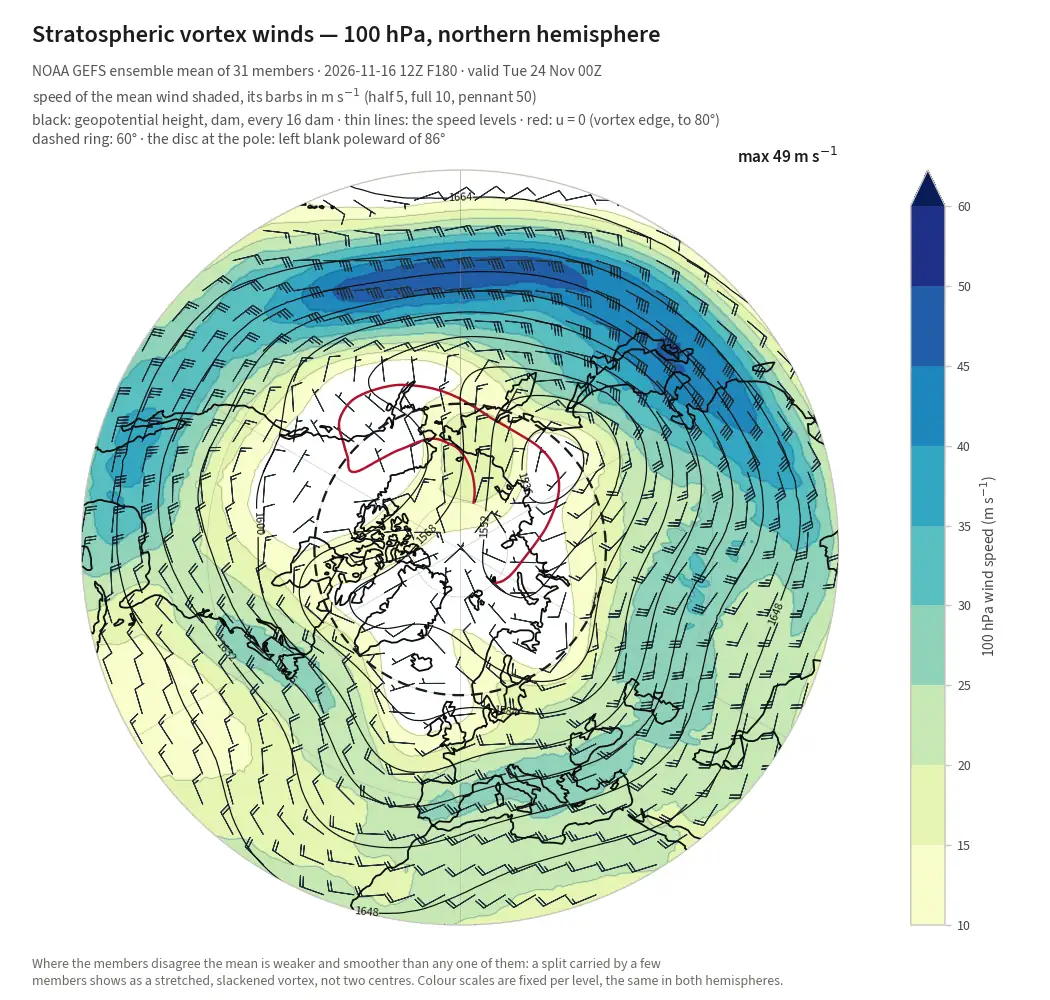 Stratospheric vortex winds — 100 hPa, northern hemisphere
NOAA GEFS ensemble mean of 31 members · 2026-11-16 12Z F180 · valid Tue 24 Nov 00Z
speed of the mean wind shaded, its barbs in m s⁻¹ (half 5, full 10, pennant 50)
black: geopotential height, dam, every 16 dam · thin lines: the speed levels · red: u = 0 (vortex edge, to 80°)
dashed ring: 60° · the disc at the pole: left blank poleward of 86°
max 49 m s⁻¹
1664
60
50
45
40
35
30
25
20
15
10
100 hPa wind speed (m s⁻¹)
1600
1568
1552
1648
1632
1648
Where the members disagree the mean is weaker and smoother than any one of them: a split carried by a few
members shows as a stretched, slackened vortex, not two centres. Colour scales are fixed per level, the same in both hemispheres.